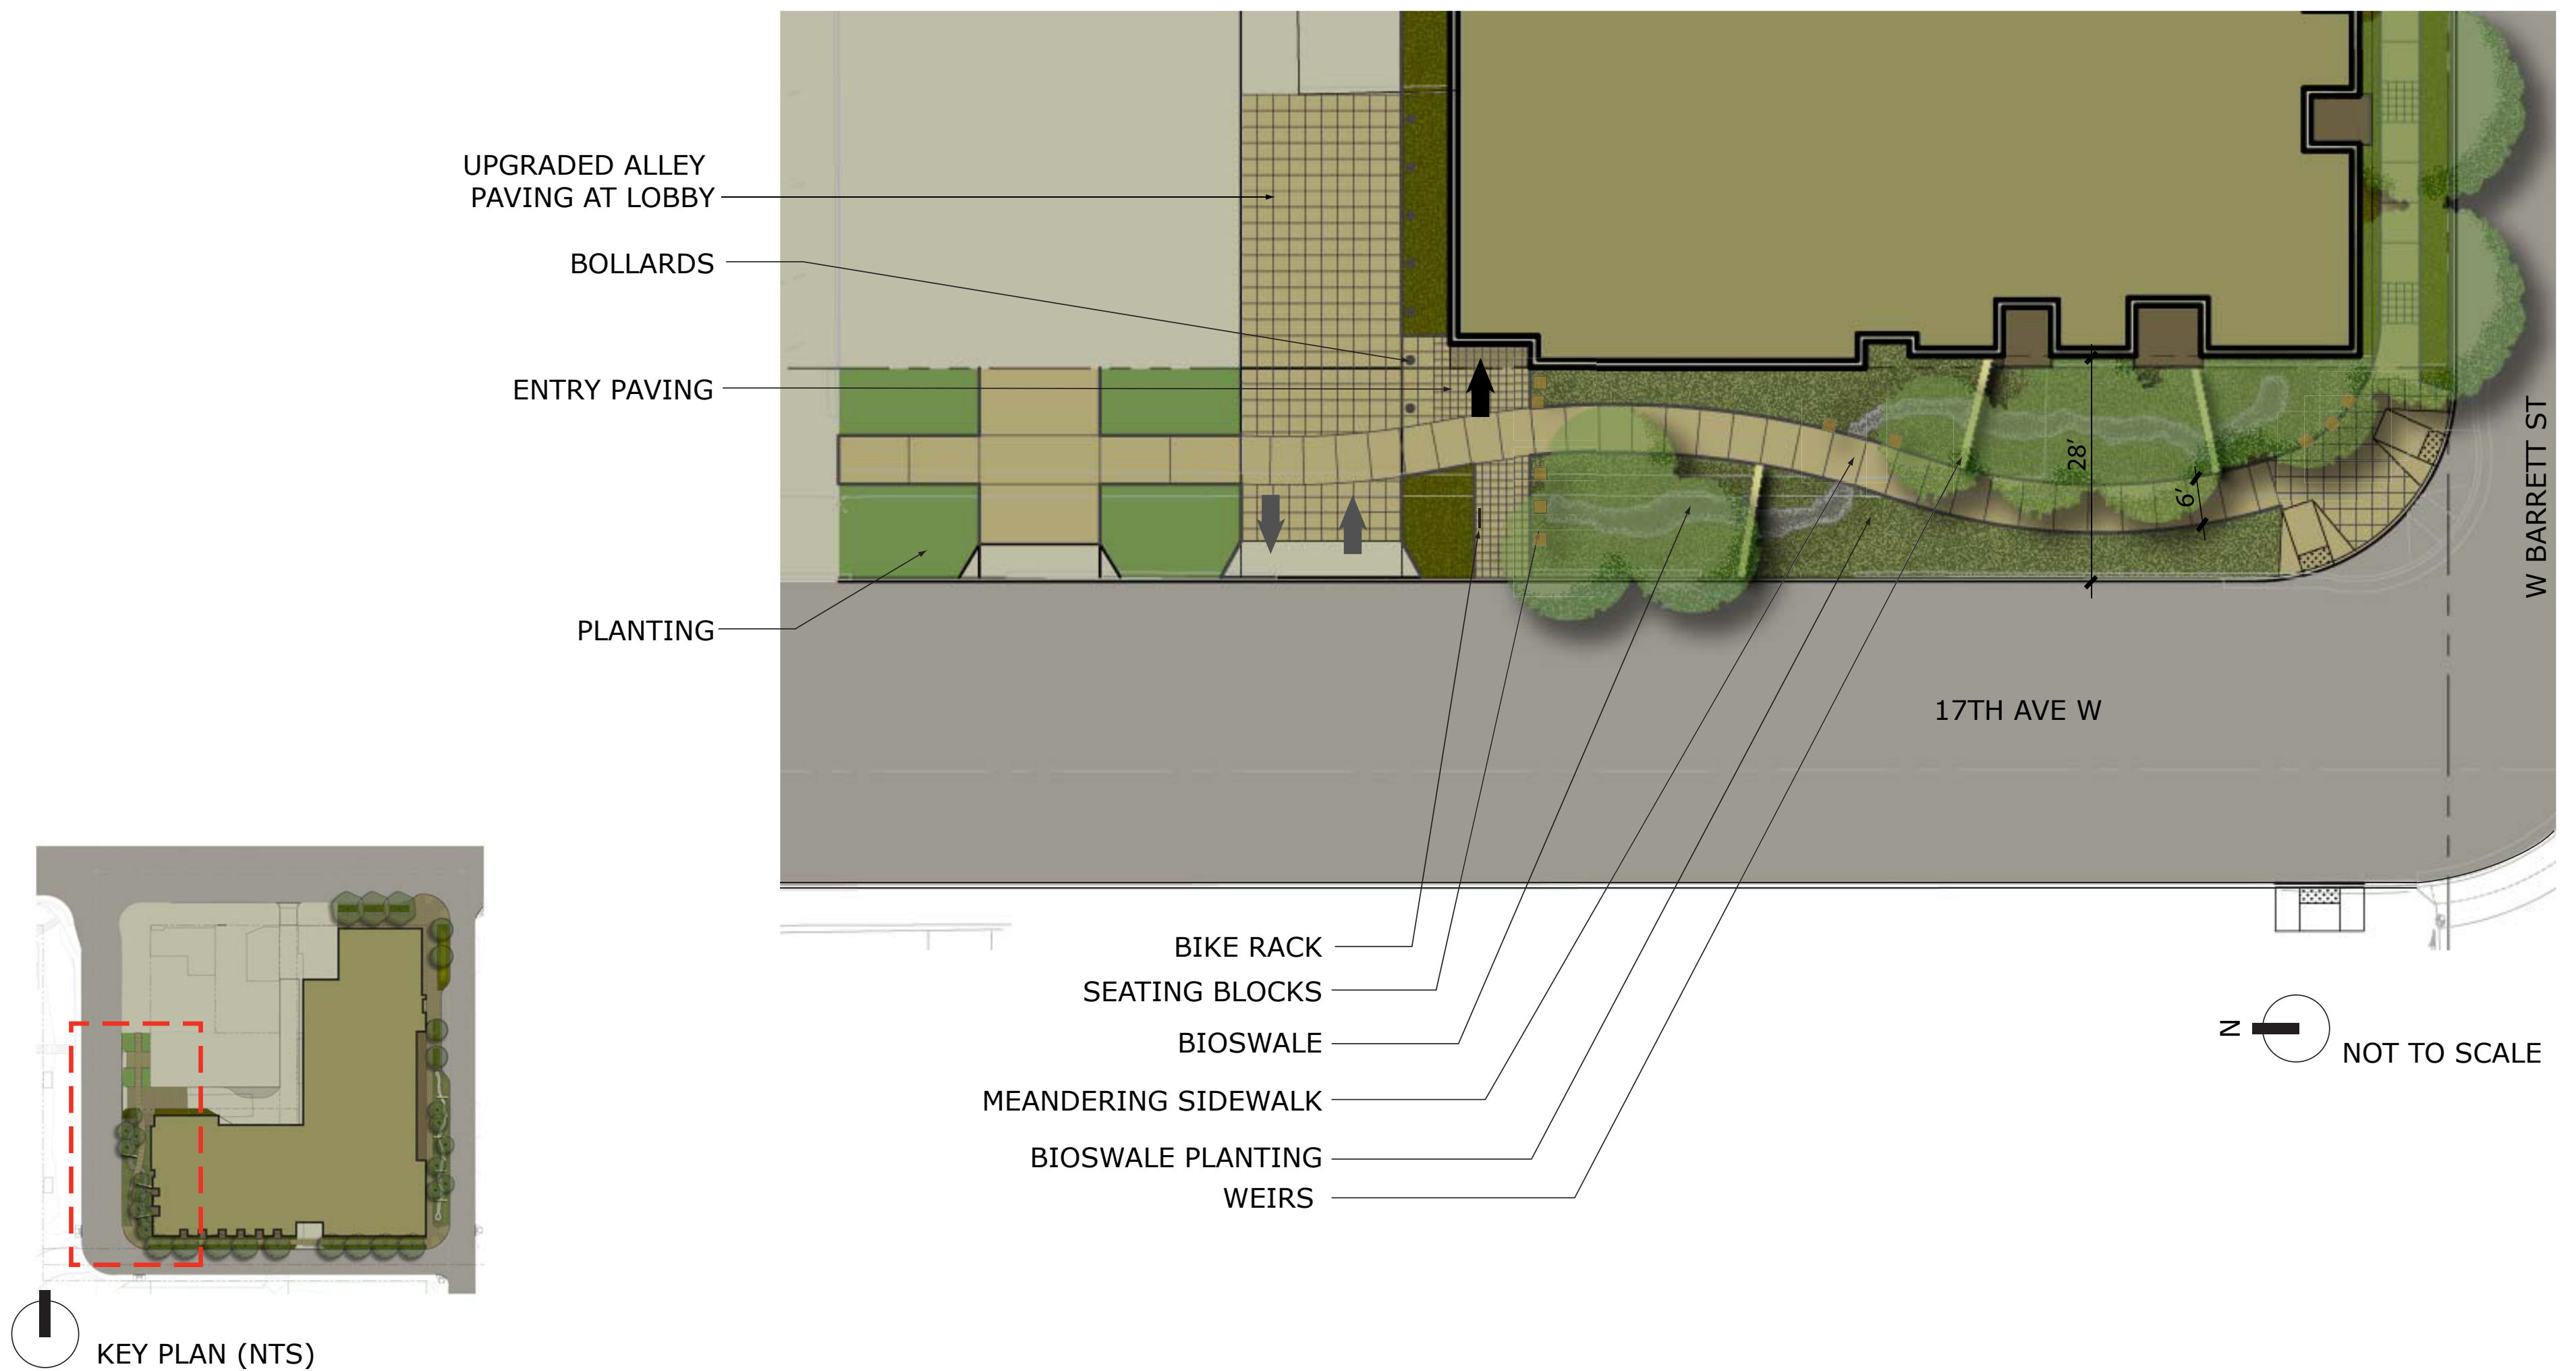 UPGRADED ALLEY
PAVING AT LOBBY
BOLLARDS
ENTRY PAVING
PLANTING
28'
6'
W BARRETT ST
17TH AVE W
BIKE RACK
SEATING BLOCKS
BIOSWALE
MEANDERING SIDEWALK
BIOSWALE PLANTING
WEIRS
N
NOT TO SCALE
KEY PLAN (NTS)